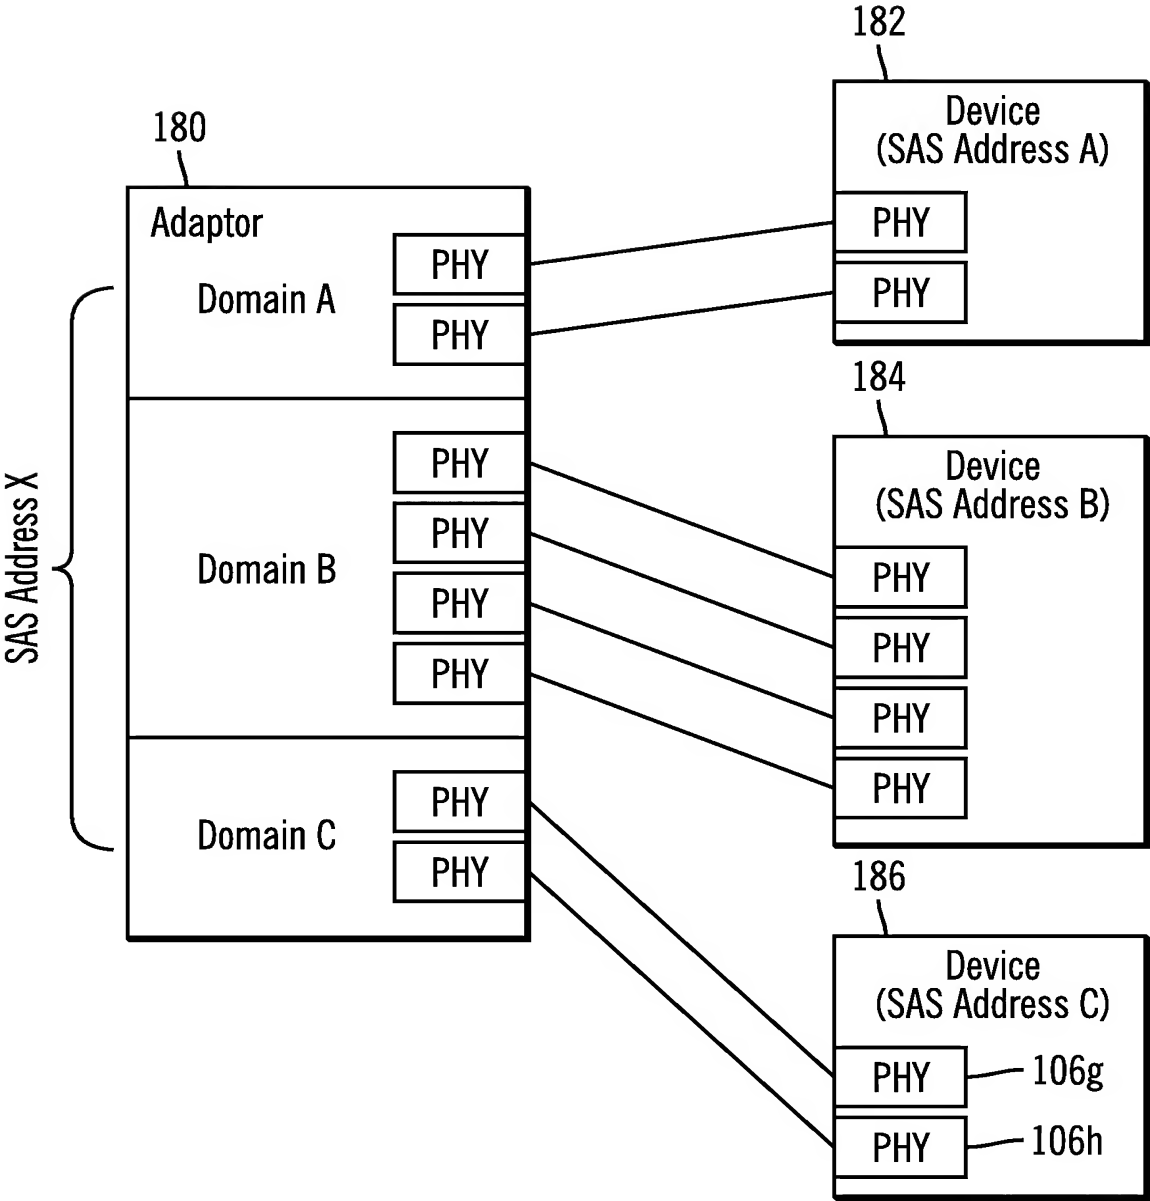 182
Device
(SAS Address A)
PHY
PHY
180
Adaptor
Domain A
PHY
PHY
SAS Address X
Domain B
PHY
PHY
PHY
PHY
Domain C
PHY
PHY
184
Device
(SAS Address B)
PHY
PHY
PHY
PHY
186
Device
(SAS Address C)
PHY
106g
PHY
106h